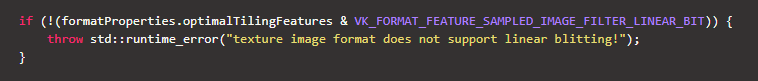 if (!(formatProperties.optimalTilingFeatures & VK_FORMAT_FEATURE_SAMPLED_IMAGE_FILTER_LINEAR_BIT)) {
    throw std::runtime_error("texture image format does not support linear blitting!");
}